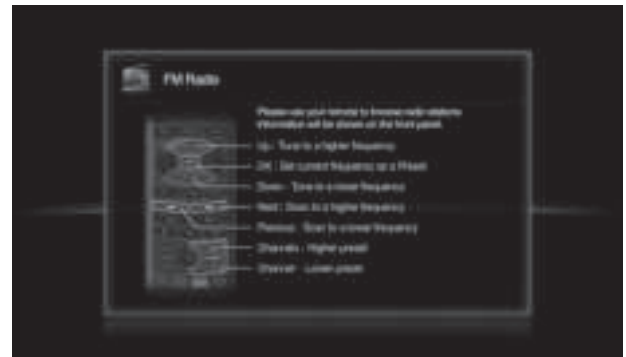 FM Radio
Please use your remote to browse radio stations
Information will be shown on the front panel.
Up : Tune to a higher frequency
OK : Set current frequency as a Preset
Down : Tune to a lower frequency
Next : Scan to a higher frequency
Previous : Scan to a lower frequency
Channel+ : Higher preset
Channel- : Lower preset